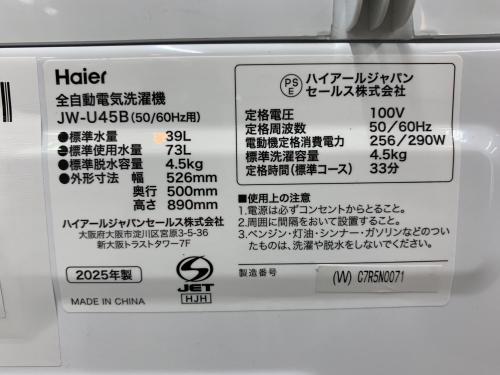 Haier
全自動電気洗濯機
JW-U45B(50/60Hz用)
●標準水量 39L
●標準使用水量 73L
●標準脱水容量 4.5kg
●外形寸法 幅 526mm
奥行 500mm
高さ 890mm
ハイアールジャパンセールス株式会社
大阪府大阪市淀川区宮原3-5-36
新大阪トラストタワー7F
2025年製
MADE IN CHINA
JET
HJH
PS
E
ハイアールジャパン
セールス株式会社
定格電圧 100V
定格周波数 50/60Hz
電動機定格消費電力 256/290W
標準洗濯容量 4.5kg
定格時間(標準コース) 33分
■使用上の注意
1.電源は必ずコンセントからとること。
2.周囲に間隔をおいて設置すること。
3.ベンジン・灯油・シンナー・ガソリンなどのつい
たものは、洗濯や脱水をしないでください。
製造番号 (W) C7R5N0071